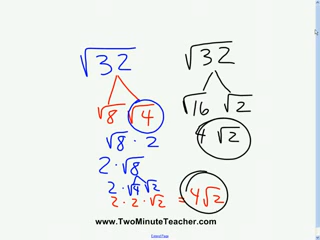 √32
√8 √4
√8 · 2
2 · √8
2 · √4 √2
2 · 2 · √2 = 4√2
√32
√16 √2
4 √2
www.TwoMinuteTeacher.com